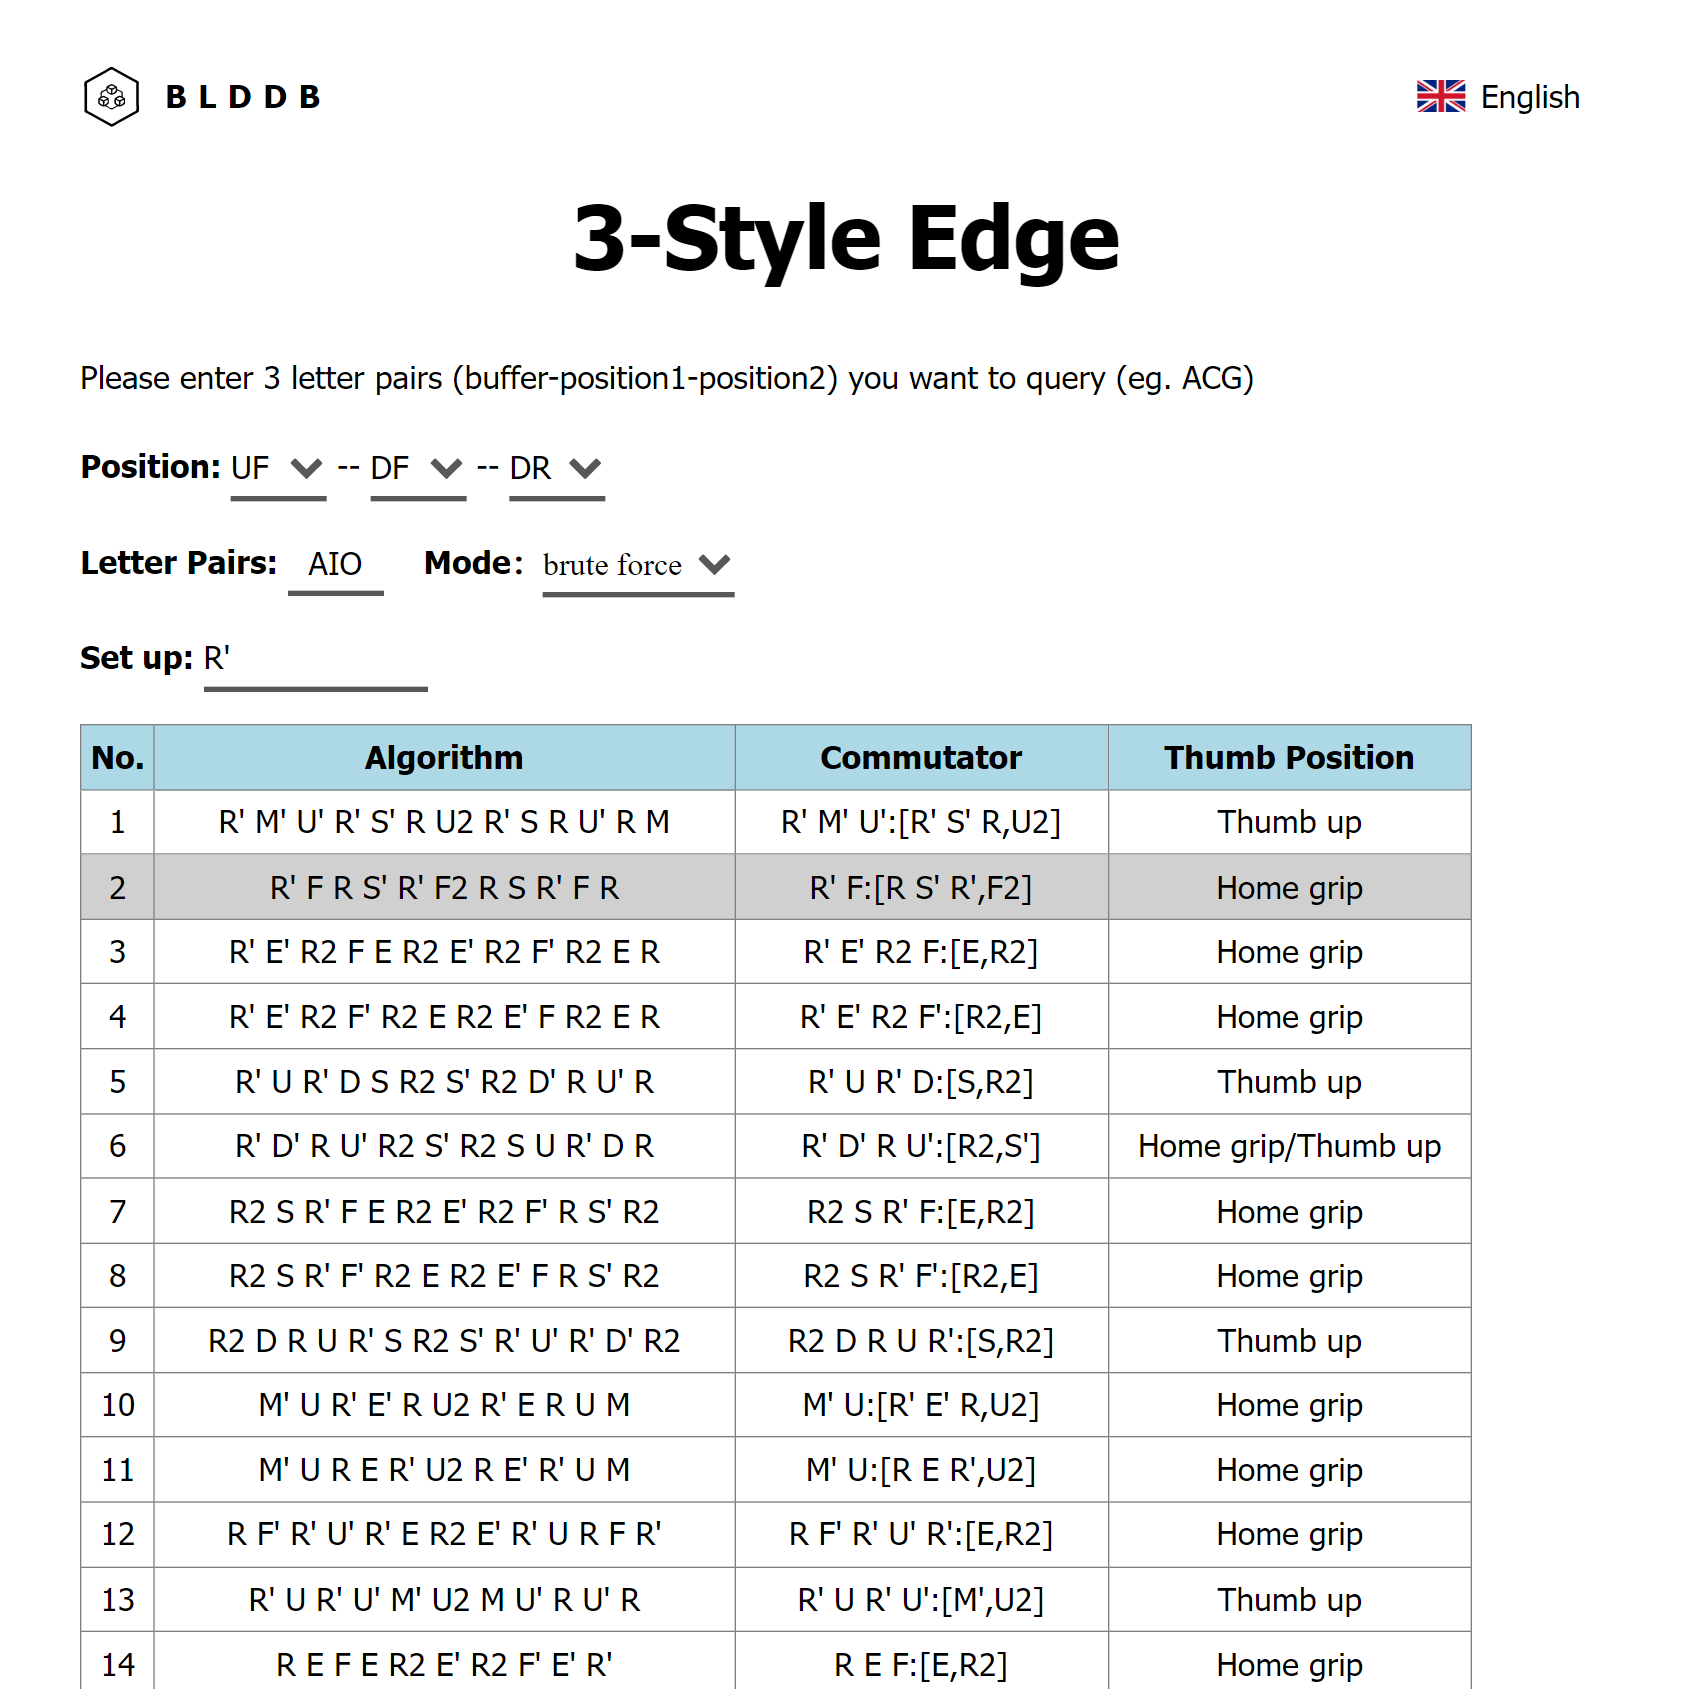 BLDDB English
3-Style Edge
Please enter 3 letter pairs (buffer-position1-position2) you want to query (eg. ACG)
Position: UF -- DF -- DR
Letter Pairs: AIO Mode: brute force
Set up: R'
No. Algorithm Commutator Thumb Position
1 R' M' U' R' S' R U2 R' S R U' R M R' M' U':[R' S' R,U2] Thumb up
2 R' F R S' R' F2 R S R' F R R' F:[R S' R',F2] Home grip
3 R' E' R2 F E R2 E' R2 F' R2 E R R' E' R2 F:[E,R2] Home grip
4 R' E' R2 F' R2 E R2 E' F R2 E R R' E' R2 F':[R2,E] Home grip
5 R' U R' D S R2 S' R2 D' R U' R R' U R' D:[S,R2] Thumb up
6 R' D' R U' R2 S' R2 S U R' D R R' D' R U':[R2,S'] Home grip/Thumb up
7 R2 S R' F E R2 E' R2 F' R S' R2 R2 S R' F:[E,R2] Home grip
8 R2 S R' F' R2 E R2 E' F R S' R2 R2 S R' F':[R2,E] Home grip
9 R2 D R U R' S R2 S' R' U' R' D' R2 R2 D R U R':[S,R2] Thumb up
10 M' U R' E' R U2 R' E R U M M' U:[R' E' R,U2] Home grip
11 M' U R E R' U2 R E' R' U M M' U:[R E R',U2] Home grip
12 R F' R' U' R' E R2 E' R' U R F R' R F' R' U' R':[E,R2] Home grip
13 R' U R' U' M' U2 M U' R U' R R' U R' U':[M',U2] Thumb up
14 R E F E R2 E' R2 F' E' R' R E F:[E,R2] Home grip